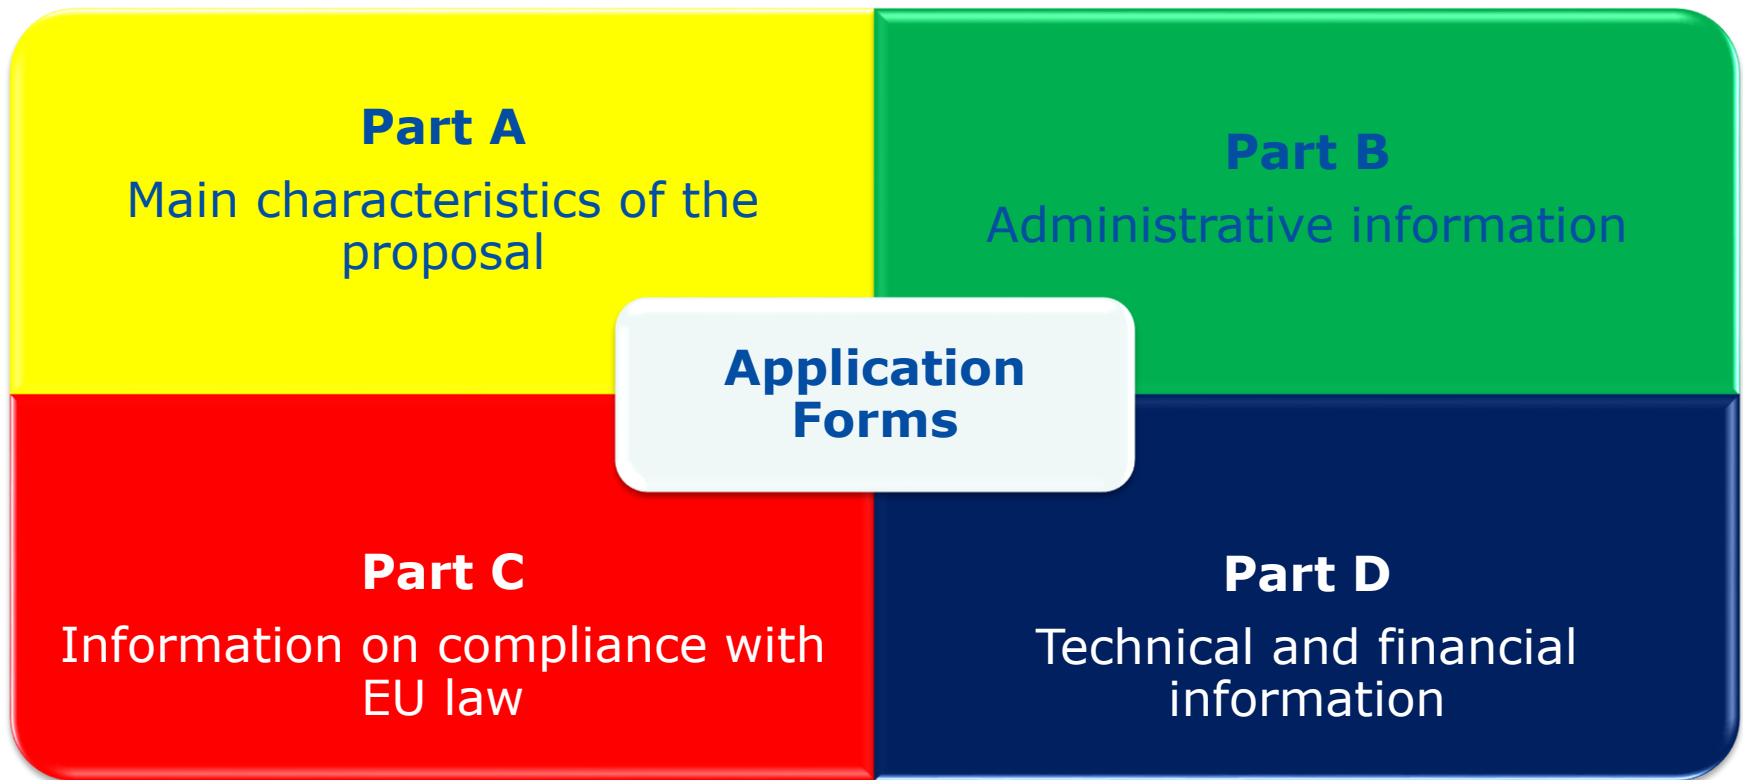 Part A
Main characteristics of the
proposal
Part B
Administrative information
Application
Forms
Part C
Information on compliance with
EU law
Part D
Technical and financial
information